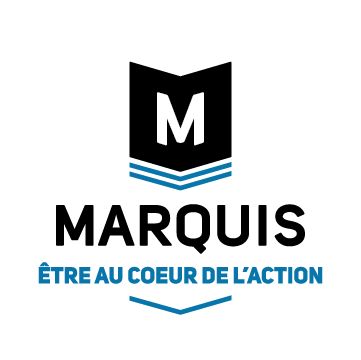 M
MARQUIS
ÊTRE AU COEUR DE L'ACTION